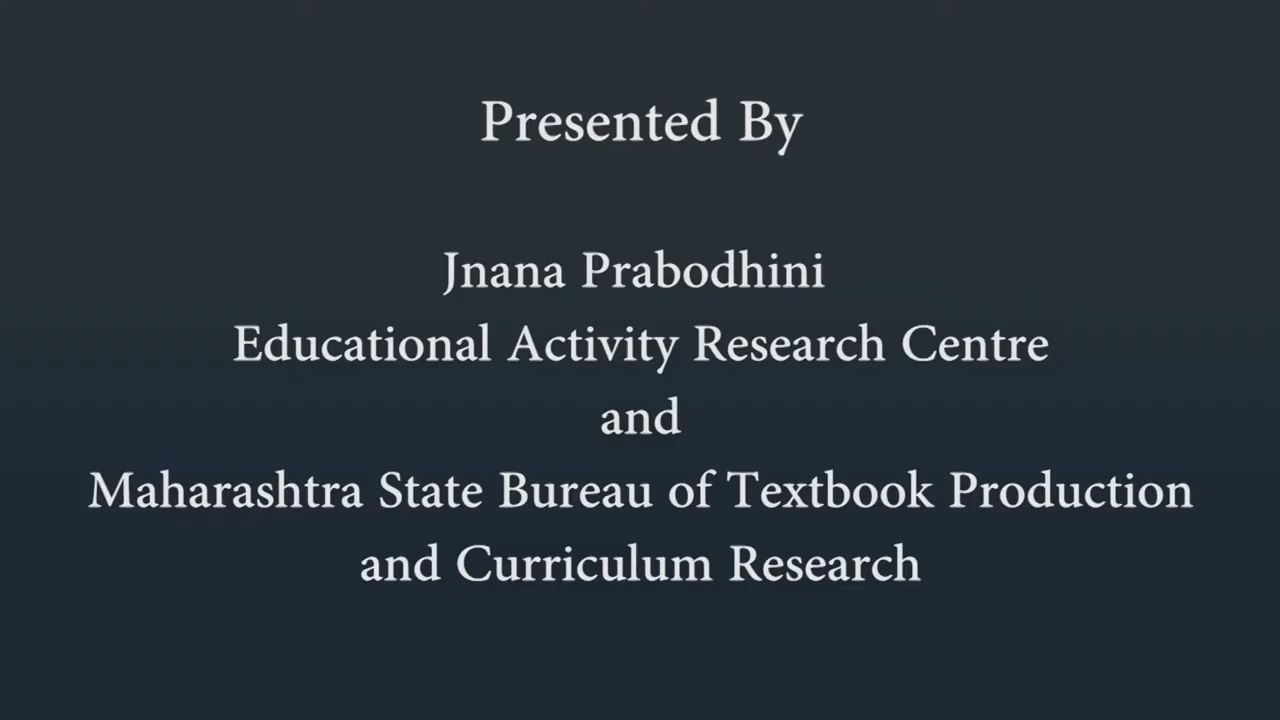 Presented By
Jnana Prabodhini
Educational Activity Research Centre
and
Maharashtra State Bureau of Textbook Production
and Curriculum Research